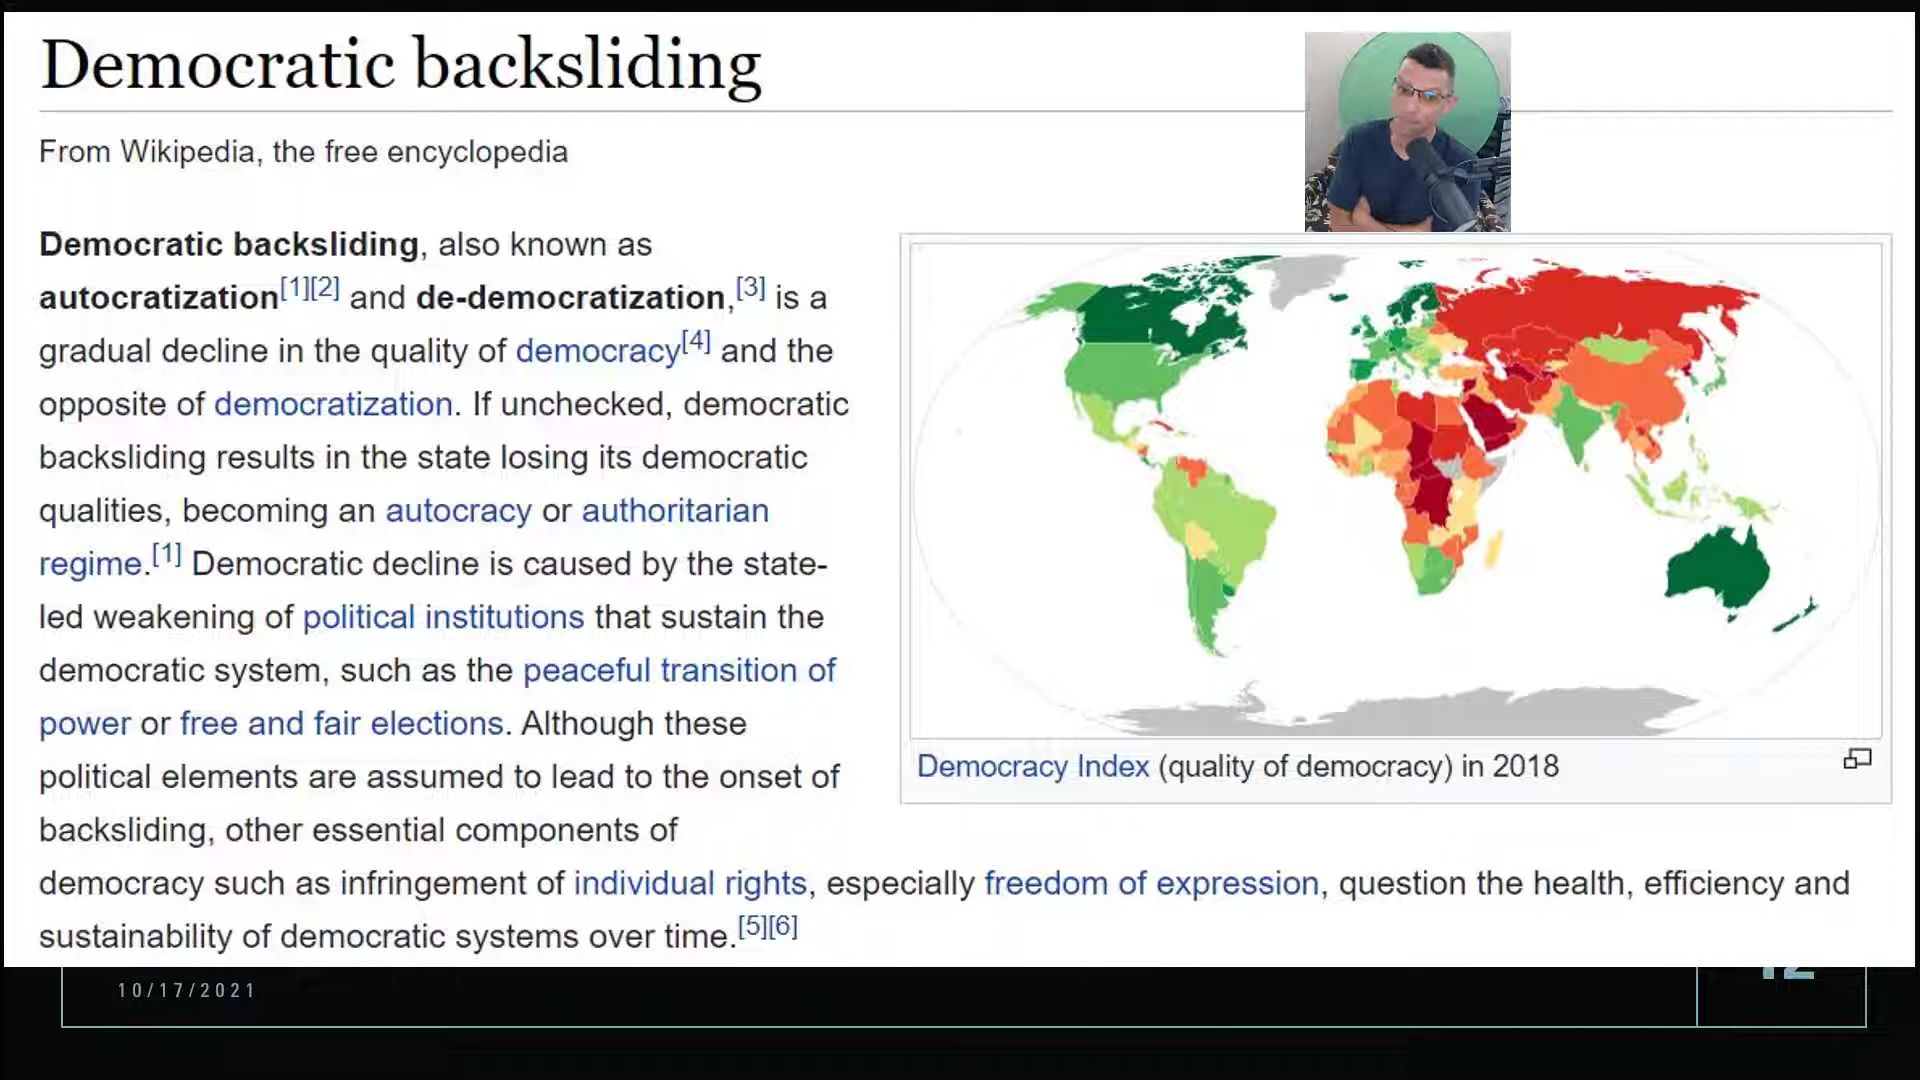 Democratic backsliding
From Wikipedia, the free encyclopedia
Democratic backsliding, also known as
autocratization[1][2] and de-democratization,[3] is a
gradual decline in the quality of democracy[4] and the
opposite of democratization. If unchecked, democratic
backsliding results in the state losing its democratic
qualities, becoming an autocracy or authoritarian
regime.[1] Democratic decline is caused by the state-
led weakening of political institutions that sustain the
democratic system, such as the peaceful transition of
power or free and fair elections. Although these
political elements are assumed to lead to the onset of
backsliding, other essential components of
democracy such as infringement of individual rights, especially freedom of expression, question the health, efficiency and
sustainability of democratic systems over time.[5][6]
Democracy Index (quality of democracy) in 2018
10/17/2021